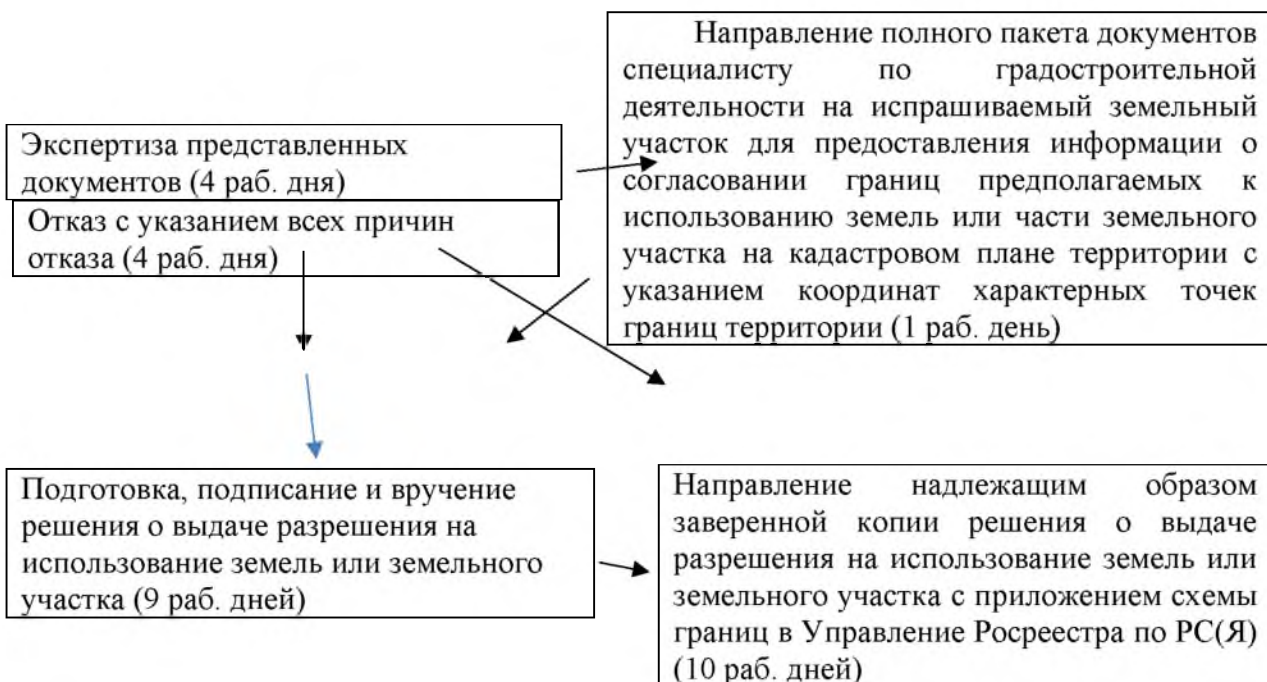 Экспертиза представленных
документов (4 раб. дня)
Отказ с указанием всех причин
отказа (4 раб. дня)
Направление полного пакета документов
специалисту по градостроительной
деятельности на испрашиваемый земельный
участок для предоставления информации о
согласовании границ предполагаемых к
использованию земель или части земельного
участка на кадастровом плане территории с
указанием координат характерных точек
границ территории (1 раб. день)
Подготовка, подписание и вручение
решения о выдаче разрешения на
использование земель или земельного
участка (9 раб. дней)
Направление надлежащим образом
заверенной копии решения о выдаче
разрешения на использование земель или
земельного участка с приложением схемы
границ в Управление Росреестра по РС(Я)
(10 раб. дней)